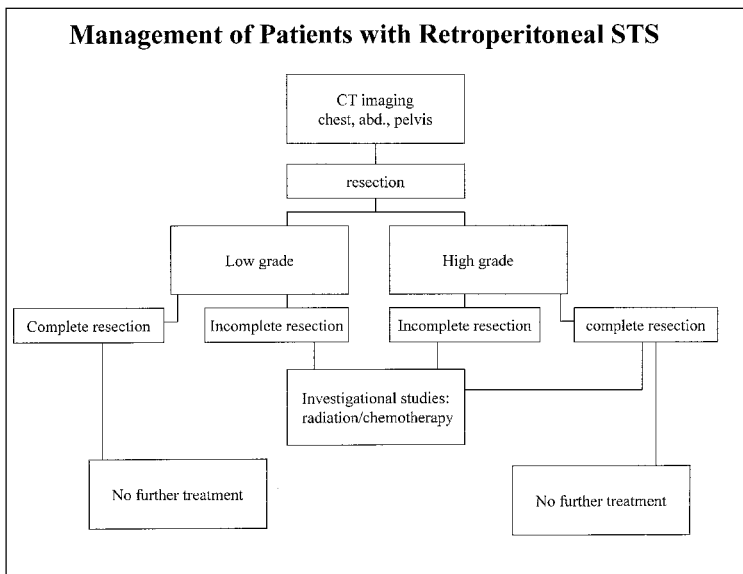 Management of Patients with Retroperitoneal STS
CT imaging
chest, abd., pelvis
resection
Low grade
High grade
Complete resection
Incomplete resection
Incomplete resection
complete resection
Investigational studies:
radiation/chemotherapy
No further treatment
No further treatment